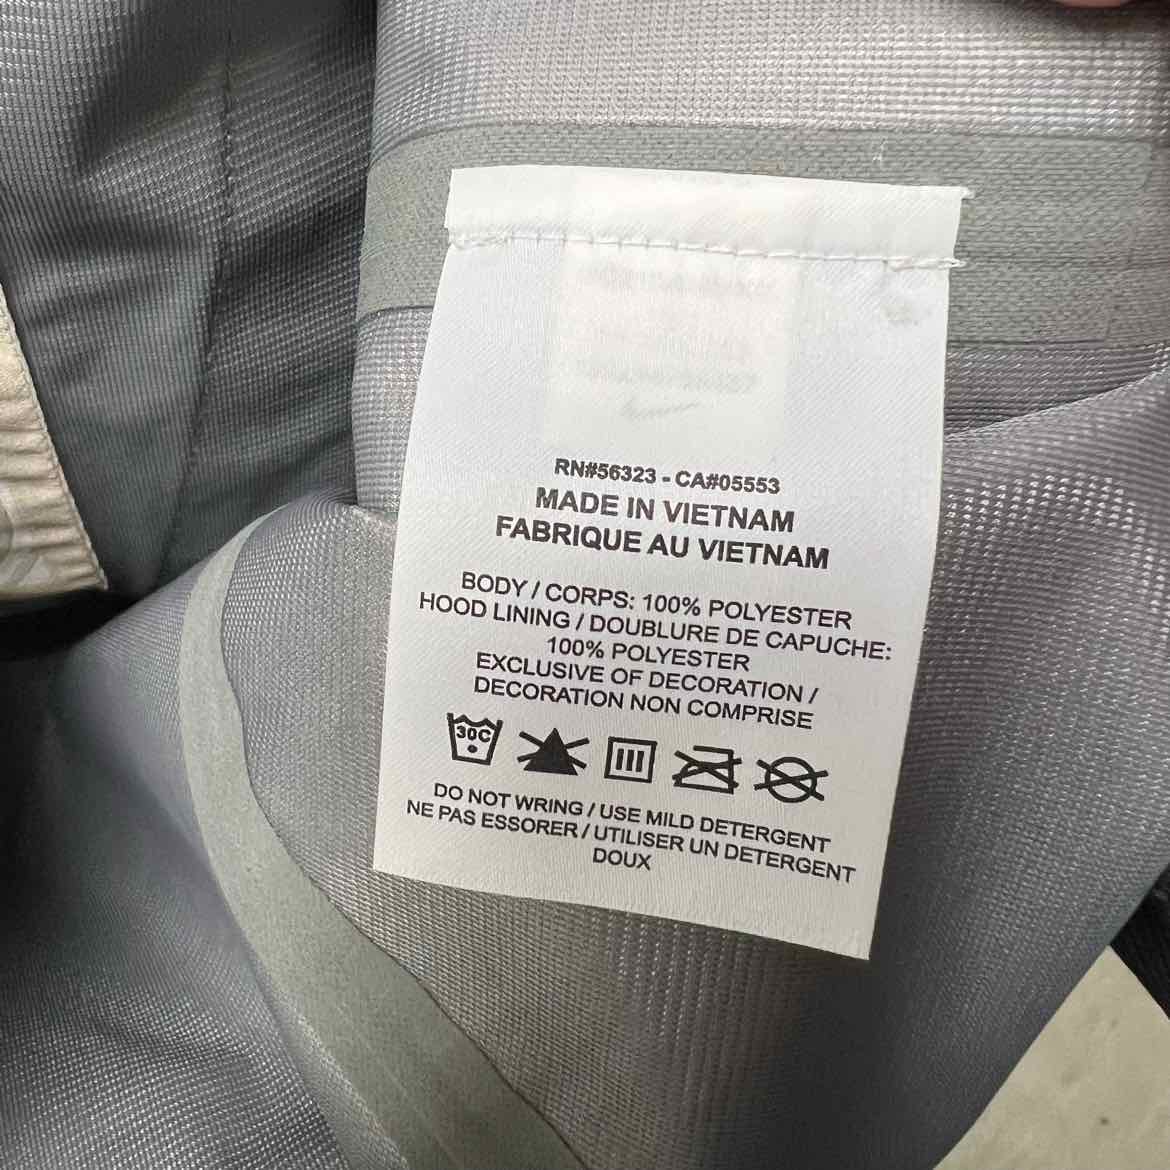 RN#56323 - CA#05553
MADE IN VIETNAM
FABRIQUE AU VIETNAM
BODY / CORPS: 100% POLYESTER
HOOD LINING / DOUBLURE DE CAPUCHE:
100% POLYESTER
EXCLUSIVE OF DECORATION /
DECORATION NON COMPRISE
30C
DO NOT WRING / USE MILD DETERGENT
NE PAS ESSORER / UTILISER UN DETERGENT
DOUX